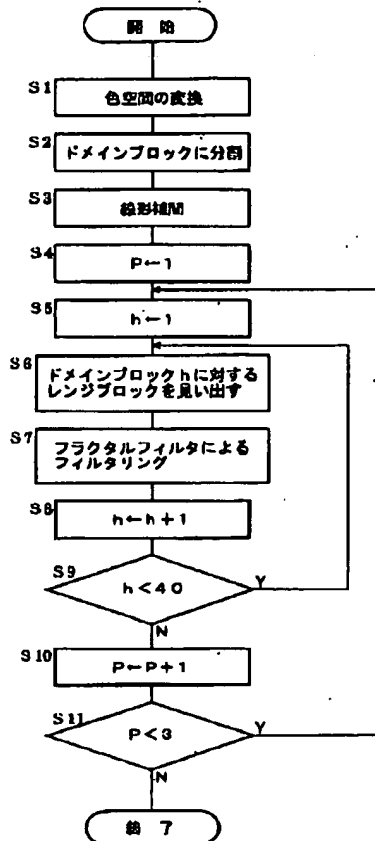 開 始
S1
色空間の変換
S2
ドメインブロックに分割
S3
線形補間
S4
P←1
S5
h←1
S6
ドメインブロックhに対する
レンジブロックを見い出す
S7
フラクタルフィルタによる
フィルタリング
S8
h←h+1
S9
h<40
Y
N
S10
P←P+1
S11
P<3
Y
N
終 了